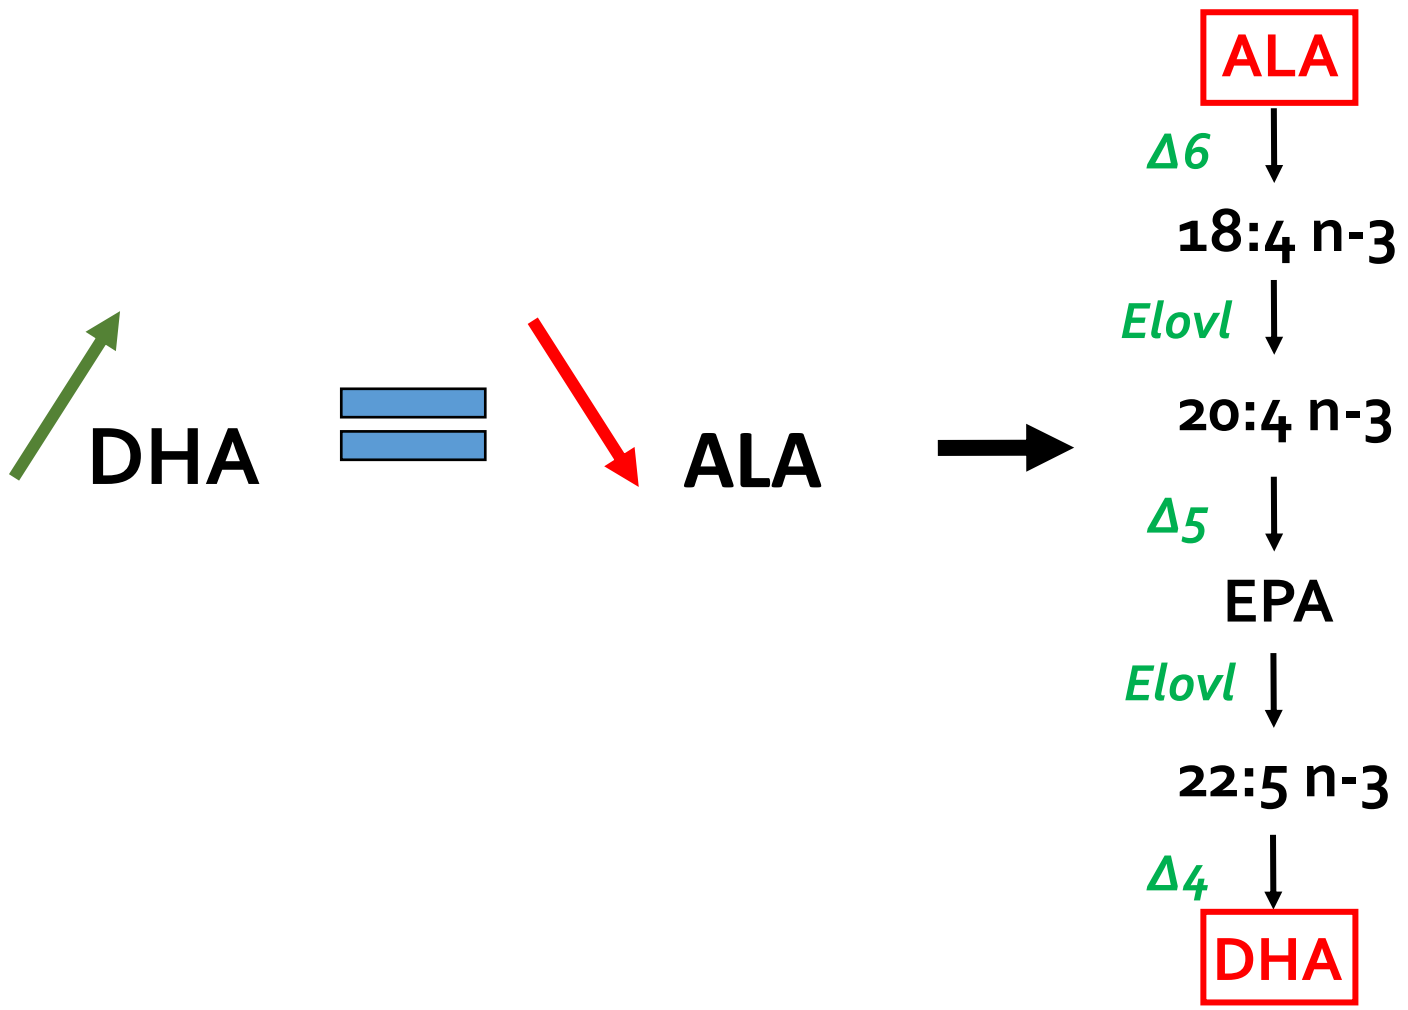 DHA
ALA
ALA
Δ6
18:4 n-3
Elovl
20:4 n-3
Δ5
EPA
Elovl
22:5 n-3
Δ4
DHA